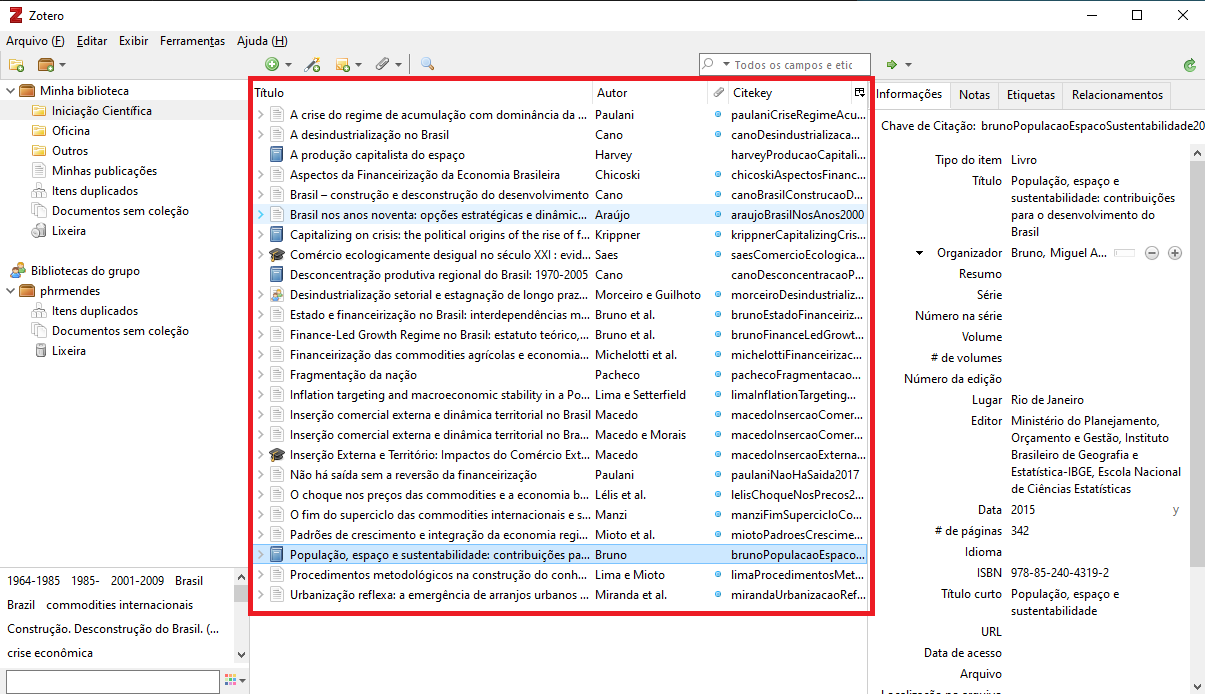 Zotero
Arquivo (F) Editar Exibir Ferramentas Ajuda (H)
Todos os campos e etic
Minha biblioteca
Iniciação Científica
Oficina
Outros
Minhas publicações
Itens duplicados
Documentos sem coleção
Lixeira
Bibliotecas do grupo
phrmendes
Itens duplicados
Documentos sem coleção
Lixeira
1964-1985 1985- 2001-2009 Brasil
Brazil commodities internacionais
Construção. Desconstrução do Brasil. (...
crise econômica
Título Autor Citekey
A crise do regime de acumulação com dominância da ... Paulani paulaniCriseRegimeAcu...
A desindustrialização no Brasil Cano canoDesindustrializaca...
A produção capitalista do espaço Harvey harveyProducaoCapitali...
Aspectos da Financeirização da Economia Brasileira Chicoski chicoskiAspectosFinanc...
Brasil – construção e desconstrução do desenvolvimento Cano canoBrasilConstrucaoD...
Brasil nos anos noventa: opções estratégicas e dinâmic... Araújo araujoBrasilNosAnos2000
Capitalizing on crisis: the political origins of the rise of f... Krippner krippnerCapitalizingCris...
Comércio ecologicamente desigual no século XXI : evid... Saes saesComercioEcologica...
Desconcentração produtiva regional do Brasil: 1970-2005 Cano canoDesconcentracaoP...
Desindustrialização setorial e estagnação de longo praz... Morceiro e Guilhoto morceiroDesindustrializ...
Estado e financeirização no Brasil: interdependências m... Bruno et al. brunoEstadoFinanceiriz...
Finance-Led Growth Regime no Brasil: estatuto teórico,... Bruno et al. brunoFinanceLedGrowt...
Financeirização das commodities agrícolas e economia... Michelotti et al. michelottiFinanceirizac...
Fragmentação da nação Pacheco pachecoFragmentacao...
Inflation targeting and macroeconomic stability in a Po... Lima e Setterfield limaInflationTargeting...
Inserção comercial externa e dinâmica territorial no Brasil Macedo macedoInsercaoComer...
Inserção comercial externa e dinâmica territorial no Bra... Macedo e Morais macedoInsercaoComer...
Inserção Externa e Território: Impactos do Comércio Ext... Macedo macedoInsercaoExterna...
Não há saída sem a reversão da financeirização Paulani paulaniNaoHaSaida2017
O choque nos preços das commodities e a economia b... Lélis et al. lelisChoqueNosPrecos2...
O fim do superciclo das commodities internacionais e s... Manzi manziFimSupercicloCo...
Padrões de crescimento e integração da economia regi... Mioto et al. miotoPadroesCrescime...
População, espaço e sustentabilidade: contribuições pa... Bruno brunoPopulacaoEspaco...
Procedimentos metodológicos na construção do conh... Lima e Mioto limaProcedimentosMet...
Urbanização reflexa: a emergência de arranjos urbanos ... Miranda et al. mirandaUrbanizacaoRef...
Informações Notas Etiquetas Relacionamentos
Chave de Citação: brunoPopulacaoEspacoSustentabilidade20
Tipo do item Livro
Título População, espaço e
sustentabilidade: contribuições
para o desenvolvimento do
Brasil
Organizador Bruno, Miguel A...
Resumo
Série
Número na série
Volume
# de volumes
Número da edição
Lugar Rio de Janeiro
Editor Ministério do Planejamento,
Orçamento e Gestão, Instituto
Brasileiro de Geografia e
Estatística-IBGE, Escola Nacional
de Ciências Estatísticas
Data 2015 y
# de páginas 342
Idioma
ISBN 978-85-240-4319-2
Título curto População, espaço e
sustentabilidade
URL
Data de acesso
Arquivo
Localização no arquivo